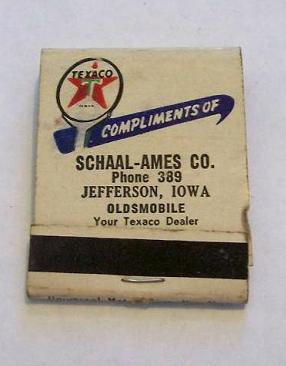 TEXACO
T
COMPLIMENTS OF
SCHAAL-AMES CO.
Phone 389
JEFFERSON, IOWA
OLDSMOBILE
Your Texaco Dealer